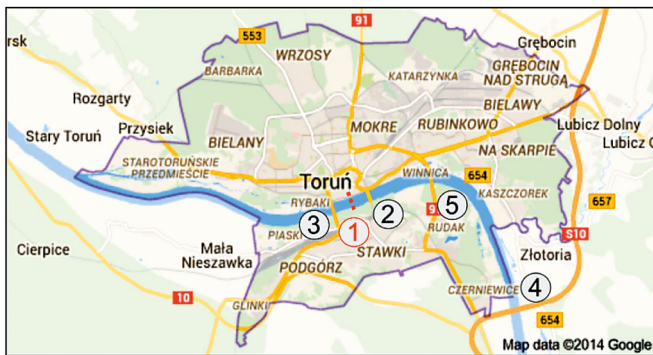 91
553
rsk
WRZOSY
Grębocin
BARBARKA
KATARZYNKA
GRĘBOCIN
NAD STRUGĄ
Rozgarty
BIELAWY
Stary Toruń
Przysiek
MOKRE
RUBINKOWO
Lubicz Dolny
BIELANY
Lubicz G
NA SKARPIE
STAROTORUŃSKIE
PRZEDMIEŚCIE
Toruń
WINNICA
654
KASZCZOREK
657
RYBAKI
3
1
2
9
5
PIASKI
RUDAK
S10
Cierpice
Mała
Nieszawka
STAWKI
Złotoria
PODGÓRZ
10
GLINKI
CZERNIEWICE
4
654
Map data ©2014 Google